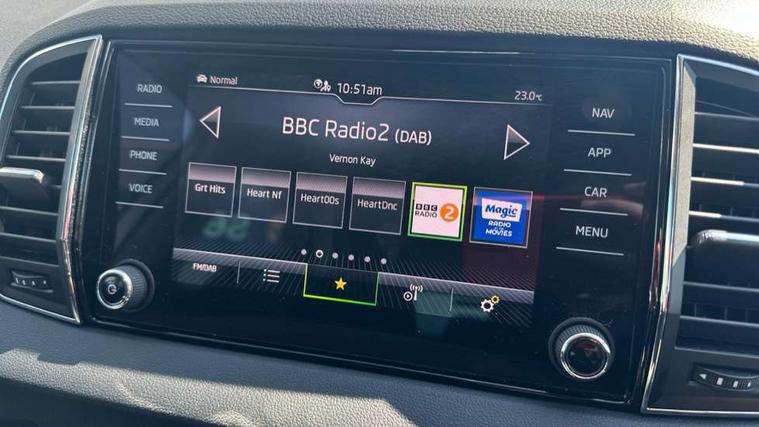 Normal
10:51am
23.0°C
BBC Radio2 (DAB)
Vernon Kay
Grt Hits
Heart Nf
Heart00s
HeartDnc
BBC
RADIO 2
Magic
RADIO
MOVIES
FM/DAB
RADIO
MEDIA
PHONE
VOICE
NAV
APP
CAR
MENU